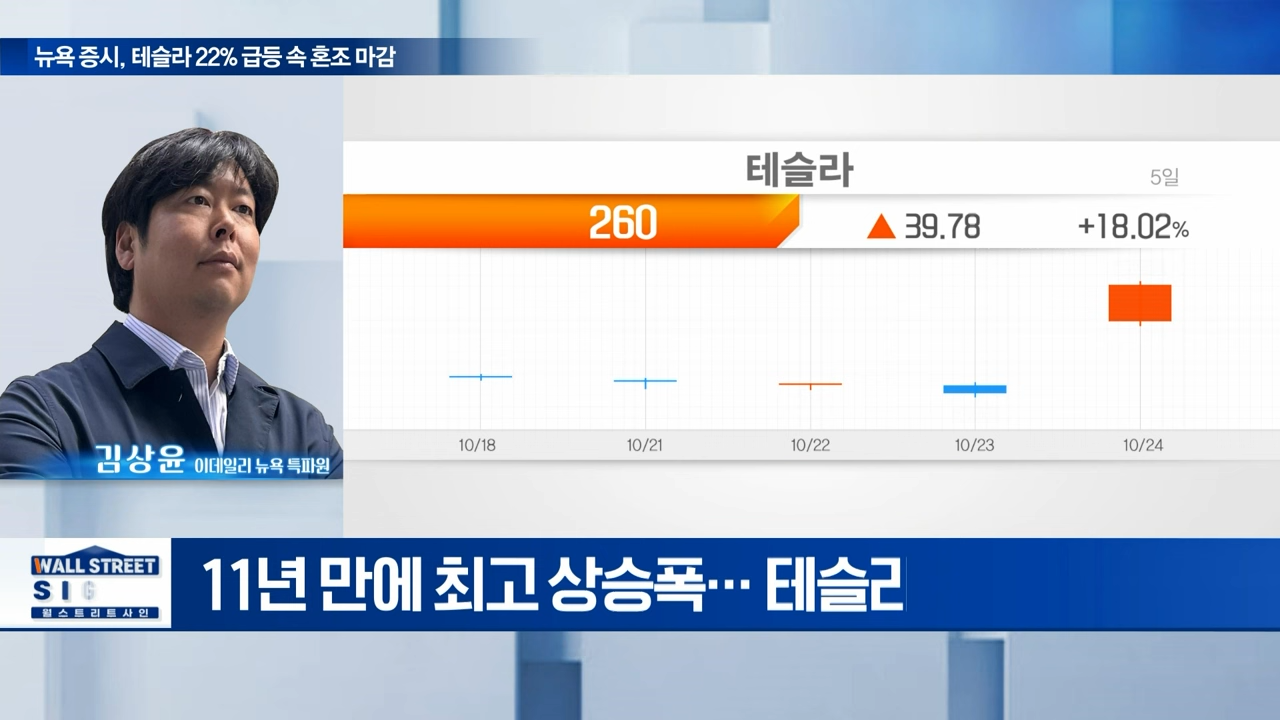 뉴욕 증시, 테슬라 22% 급등 속 혼조 마감
테슬라
5일
260 ▲ 39.78 +18.02%
10/18 10/21 10/22 10/23 10/24
김상윤 이데일리 뉴욕 특파원
WALL STREET
SIG
월스트리트사인
11년 만에 최고 상승폭… 테슬ㄹ